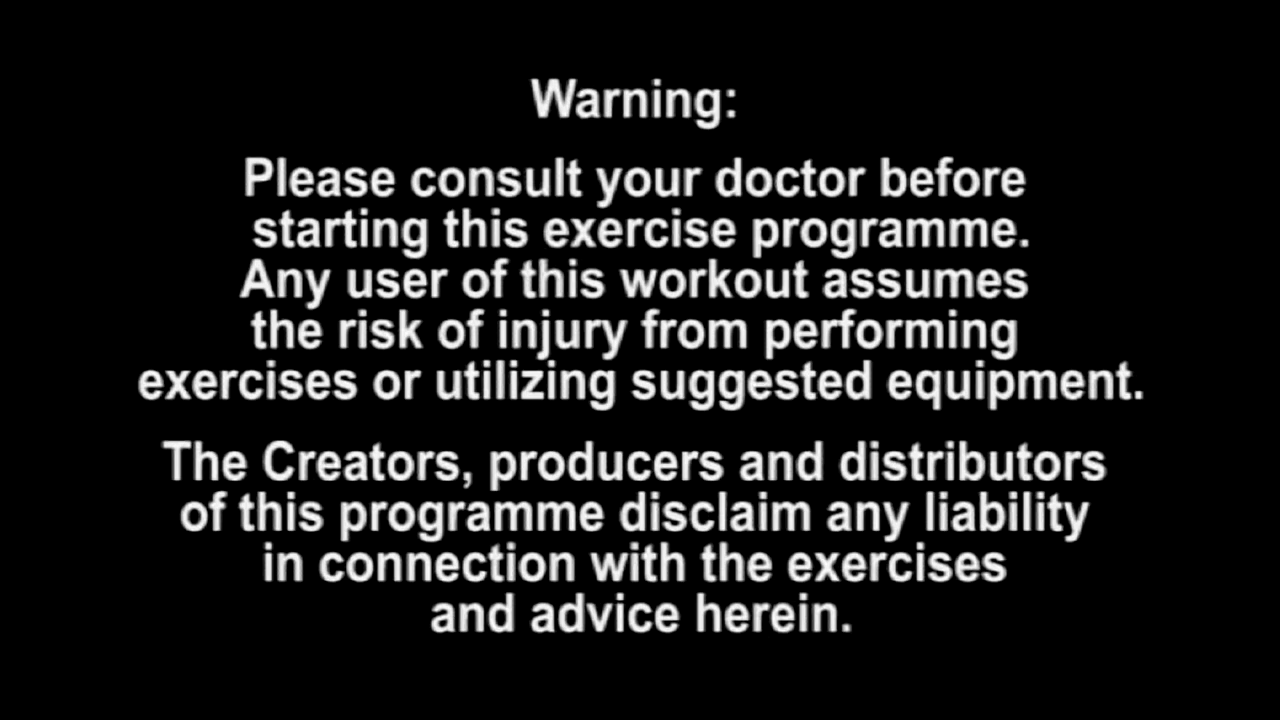 Warning:
Please consult your doctor before
starting this exercise programme.
Any user of this workout assumes
the risk of injury from performing
exercises or utilizing suggested equipment.
The Creators, producers and distributors
of this programme disclaim any liability
in connection with the exercises
and advice herein.